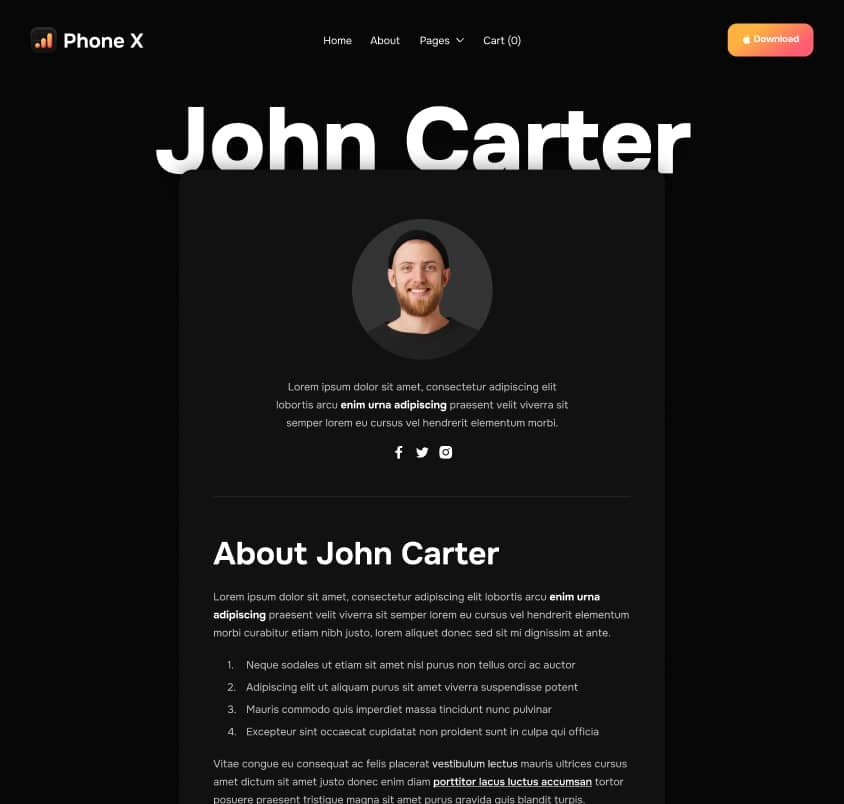 Phone X
Home
About
Pages
Cart (0)
Download
John Carter
Lorem ipsum dolor sit amet, consectetur adipiscing elit
lobortis arcu enim urna adipiscing praesent velit viverra sit
semper lorem eu cursus vel hendrerit elementum morbi.
About John Carter
Lorem ipsum dolor sit amet, consectetur adipiscing elit lobortis arcu enim urna
adipiscing praesent velit viverra sit semper lorem eu cursus vel hendrerit elementum
morbi curabitur etiam nibh justo, lorem aliquet donec sed sit mi dignissim at ante.
1. Neque sodales ut etiam sit amet nisl purus non tellus orci ac auctor
2. Adipiscing elit ut aliquam purus sit amet viverra suspendisse potent
3. Mauris commodo quis imperdiet massa tincidunt nunc pulvinar
4. Excepteur sint occaecat cupidatat non proident sunt in culpa qui officia
Vitae congue eu consequat ac felis placerat vestibulum lectus mauris ultrices cursus
amet dictum sit amet justo donec enim diam porttitor lacus luctus accumsan tortor
posuere praesent tristique magna sit amet purus gravida quis blandit turpis.